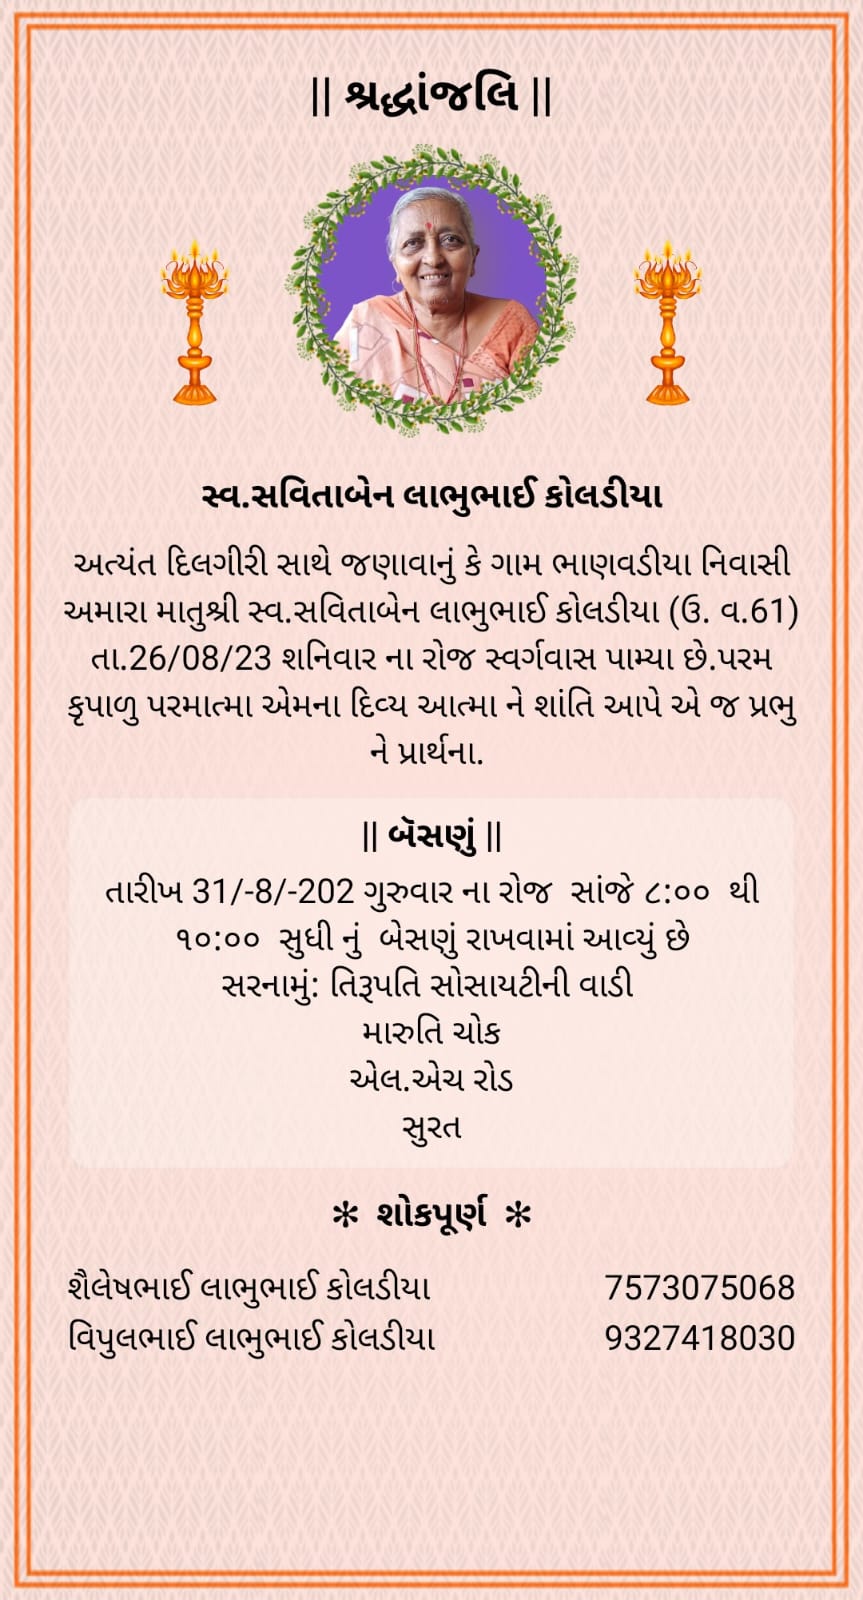 || શ્રદ્ધાંજલિ ||
સ્વ.સવિતાબેન લાભુભાઈ કોલડીયા
અત્યંત દિલગીરી સાથે જણાવાનું કે ગામ ભાણવડીયા નિવાસી
અમારા માતુશ્રી સ્વ.સવિતાબેન લાભુભાઈ કોલડીયા (ઉ. વ.61)
તા.26/08/23 શનિવાર ના રોજ સ્વર્ગવાસ પામ્યા છે.પરમ
કૃપાળુ પરમાત્મા એમના દિવ્ય આત્મા ને શાંતિ આપે એ જ પ્રભુ
ને પ્રાર્થના.
|| બૅસણું ||
તારીખ 31/-8/-202 ગુરુવાર ના રોજ સાંજે ૮:૦૦ થી
૧૦:૦૦ સુધી નું બેસણું રાખવામાં આવ્યું છે
સરનામું: તિરૂપતિ સોસાયટીની વાડી
મારુતિ ચોક
એલ.એચ રોડ
સુરત
✻ શોકપૂર્ણ ✻
શૈલેષભાઈ લાભુભાઈ કોલડીયા 7573075068
વિપુલભાઈ લાભુભાઈ કોલડીયા 9327418030